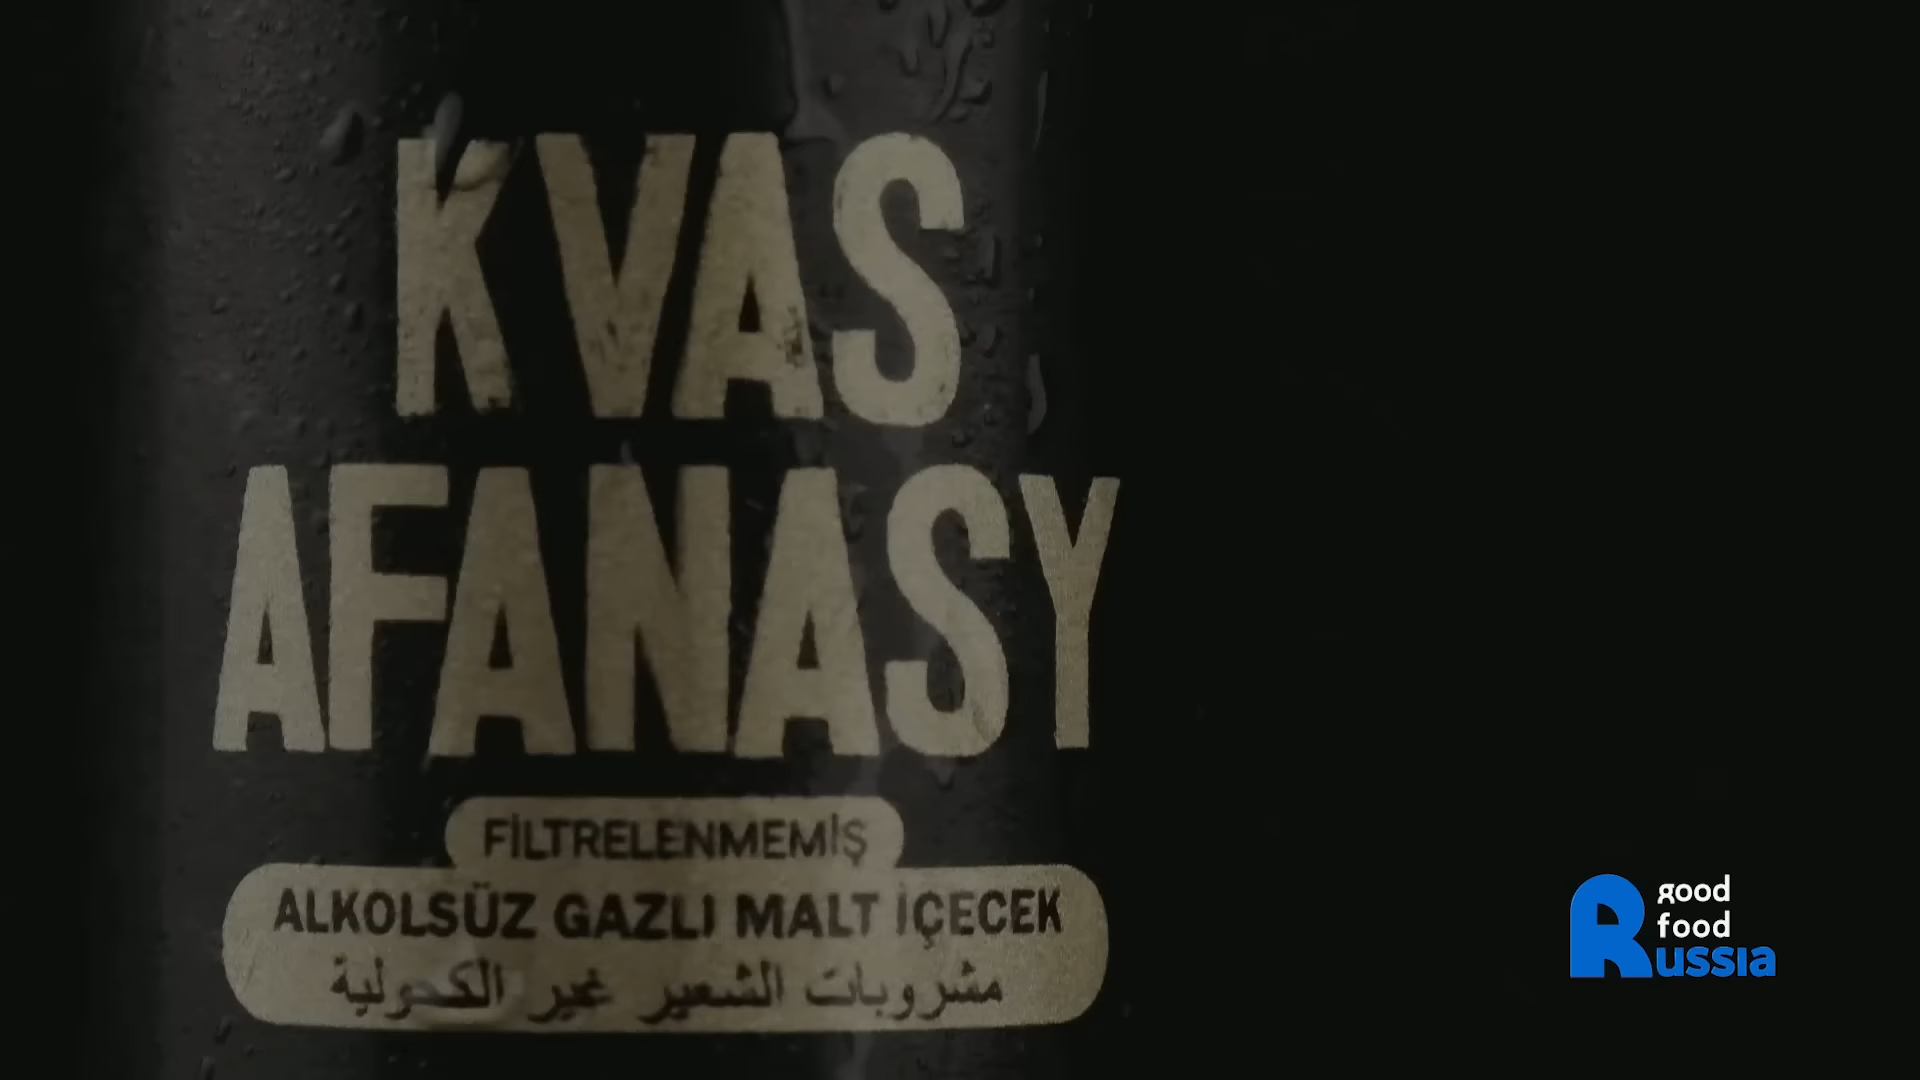 KVAS
AFANASY
FİLTRELENMEMİŞ
ALKOLSÜZ GAZLI MALT İÇECEK
مشروبات الشعير غير الكحولية
good
food
Russia